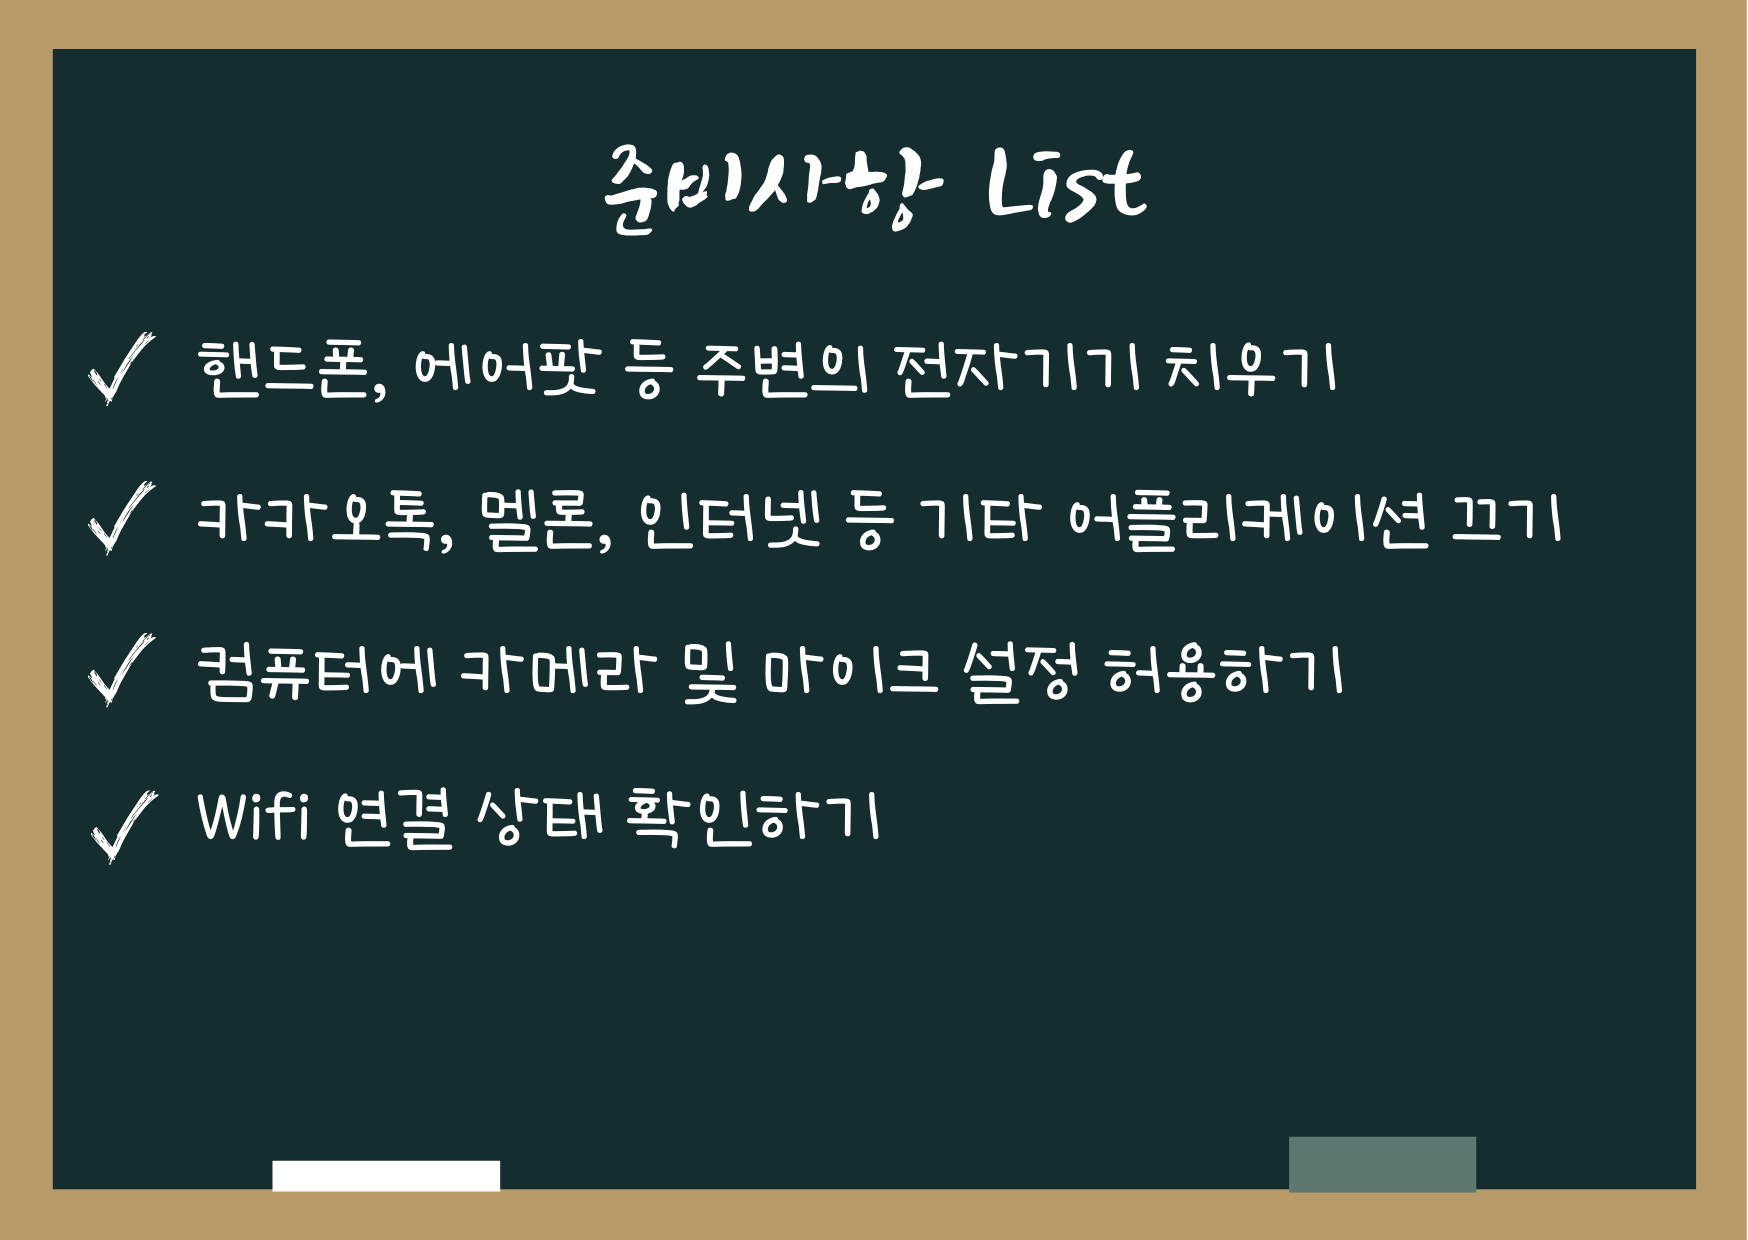 준비사항 List
핸드폰, 에어팟 등 주변의 전자기기 치우기
카카오톡, 멜론, 인터넷 등 기타 어플리케이션 끄기
컴퓨터에 카메라 및 마이크 설정 허용하기
Wifi 연결 상태 확인하기